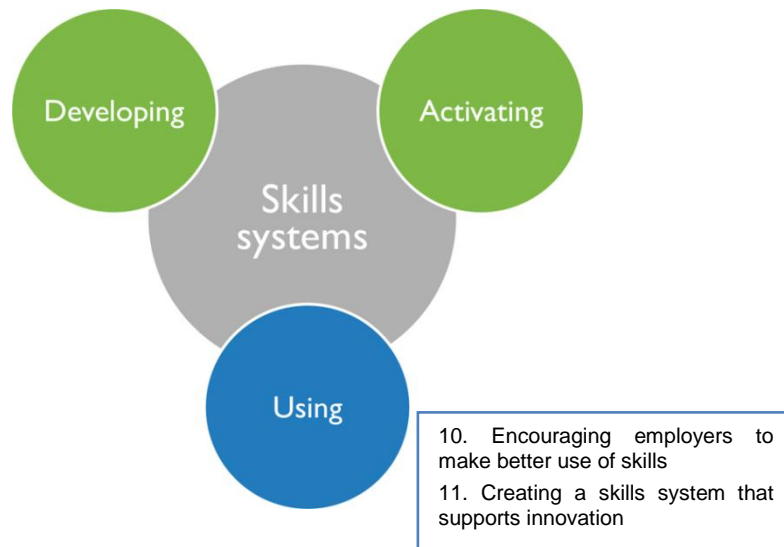 Developing
Activating
Skills
systems
Using
10. Encouraging employers to
make better use of skills
11. Creating a skills system that
supports innovation